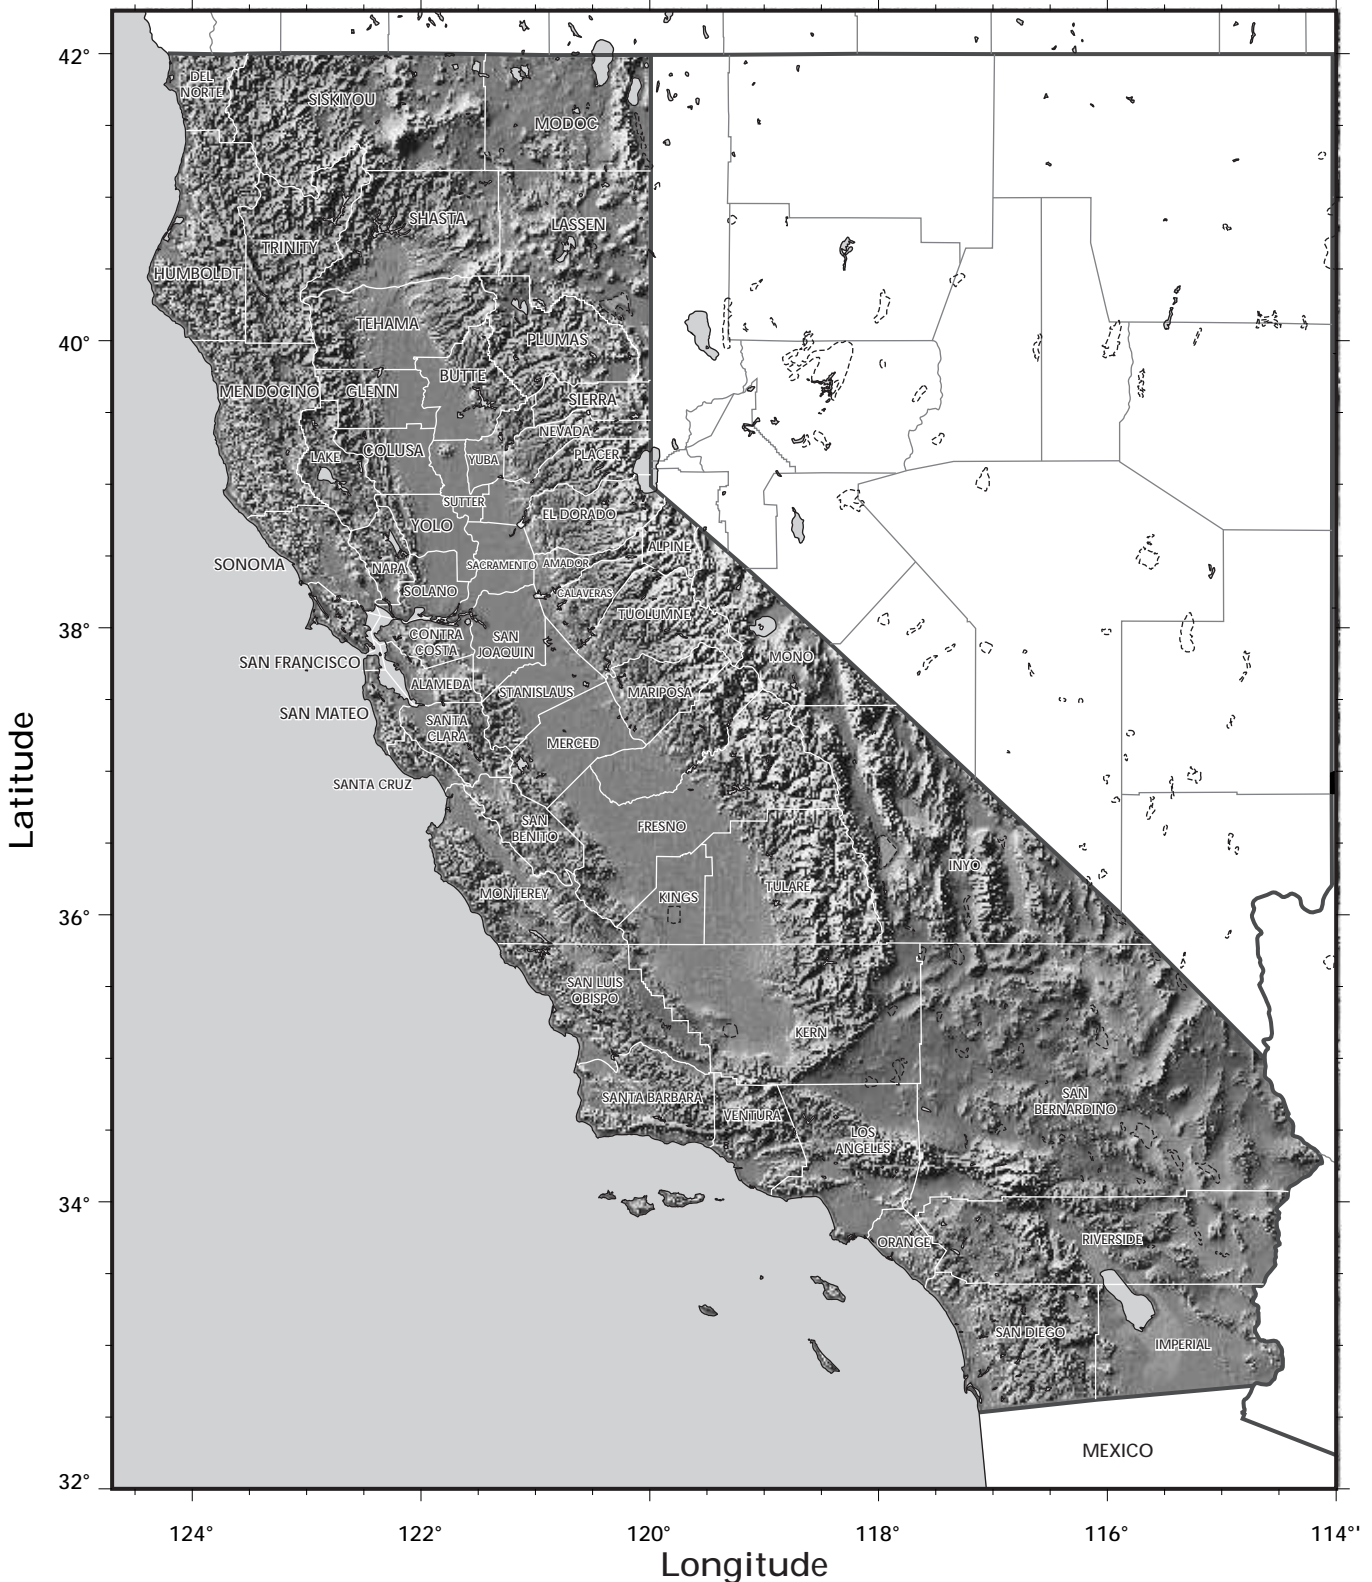 42°
DEL
NORTE
SISKIYOU
MODOC
SHASTA
LASSEN
TRINITY
HUMBOLDT
TEHAMA
PLUMAS
40°
BUTTE
MENDOCINO
GLENN
SIERRA
NEVADA
COLUSA
PLACER
LAKE
YUBA
SUTTER
EL DORADO
YOLO
ALPINE
SONOMA
NAPA
SACRAMENTO
AMADOR
SOLANO
CALAVERAS
TUOLUMNE
38°
CONTRA
COSTA
SAN
JOAQUIN
MONO
SAN FRANCISCO
ALAMEDA
STANISLAUS
MARIPOSA
SAN MATEO
SANTA
CLARA
MERCED
SANTA CRUZ
SAN
BENITO
FRESNO
Latitude
INYO
MONTEREY
KINGS
TULARE
36°
SAN LUIS
OBISPO
KERN
SANTA BARBARA
VENTURA
SAN
BERNARDINO
LOS
ANGELES
34°
ORANGE
RIVERSIDE
SAN DIEGO
IMPERIAL
MEXICO
32°
124°
122°
120°
118°
116°
114°'
Longitude